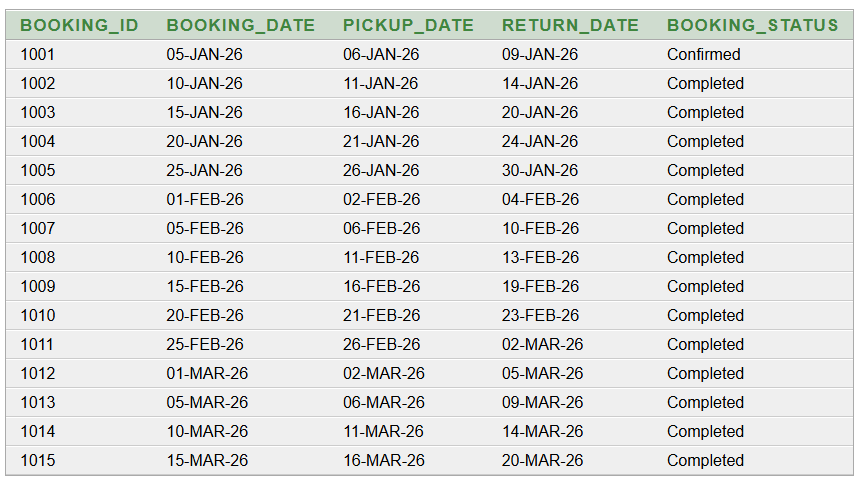 BOOKING_ID BOOKING_DATE PICKUP_DATE RETURN_DATE BOOKING_STATUS
1001 05-JAN-26 06-JAN-26 09-JAN-26 Confirmed
1002 10-JAN-26 11-JAN-26 14-JAN-26 Completed
1003 15-JAN-26 16-JAN-26 20-JAN-26 Completed
1004 20-JAN-26 21-JAN-26 24-JAN-26 Completed
1005 25-JAN-26 26-JAN-26 30-JAN-26 Completed
1006 01-FEB-26 02-FEB-26 04-FEB-26 Completed
1007 05-FEB-26 06-FEB-26 10-FEB-26 Completed
1008 10-FEB-26 11-FEB-26 13-FEB-26 Completed
1009 15-FEB-26 16-FEB-26 19-FEB-26 Completed
1010 20-FEB-26 21-FEB-26 23-FEB-26 Completed
1011 25-FEB-26 26-FEB-26 02-MAR-26 Completed
1012 01-MAR-26 02-MAR-26 05-MAR-26 Completed
1013 05-MAR-26 06-MAR-26 09-MAR-26 Completed
1014 10-MAR-26 11-MAR-26 14-MAR-26 Completed
1015 15-MAR-26 16-MAR-26 20-MAR-26 Completed